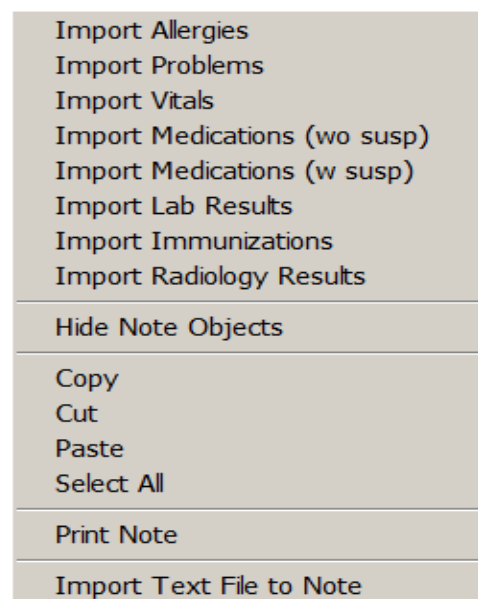 Import Allergies
Import Problems
Import Vitals
Import Medications (wo susp)
Import Medications (w susp)
Import Lab Results
Import Immunizations
Import Radiology Results
Hide Note Objects
Copy
Cut
Paste
Select All
Print Note
Import Text File to Note